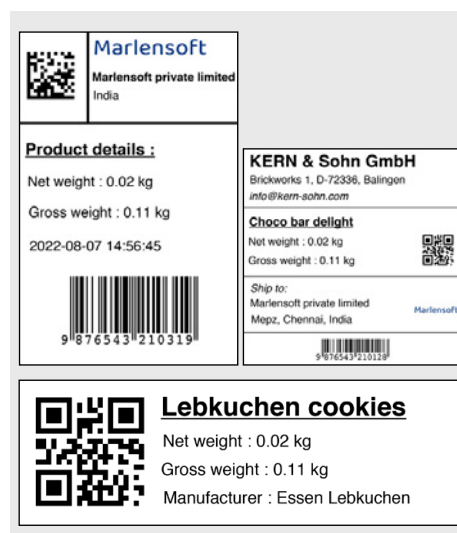 Marlensoft
Marlensoft private limited
India
Product details :
Net weight : 0.02 kg
Gross weight : 0.11 kg
2022-08-07 14:56:45
9 876543 210319
KERN & Sohn GmbH
Brickworks 1, D-72336, Balingen
info@kern-sohn.com
Choco bar delight
Net weight : 0.02 kg
Gross weight : 0.11 kg
Ship to:
Marlensoft private limited
Mepz, Chennai, India
Marlensoft
9 876543 210128
Lebkuchen cookies
Net weight : 0.02 kg
Gross weight : 0.11 kg
Manufacturer : Essen Lebkuchen